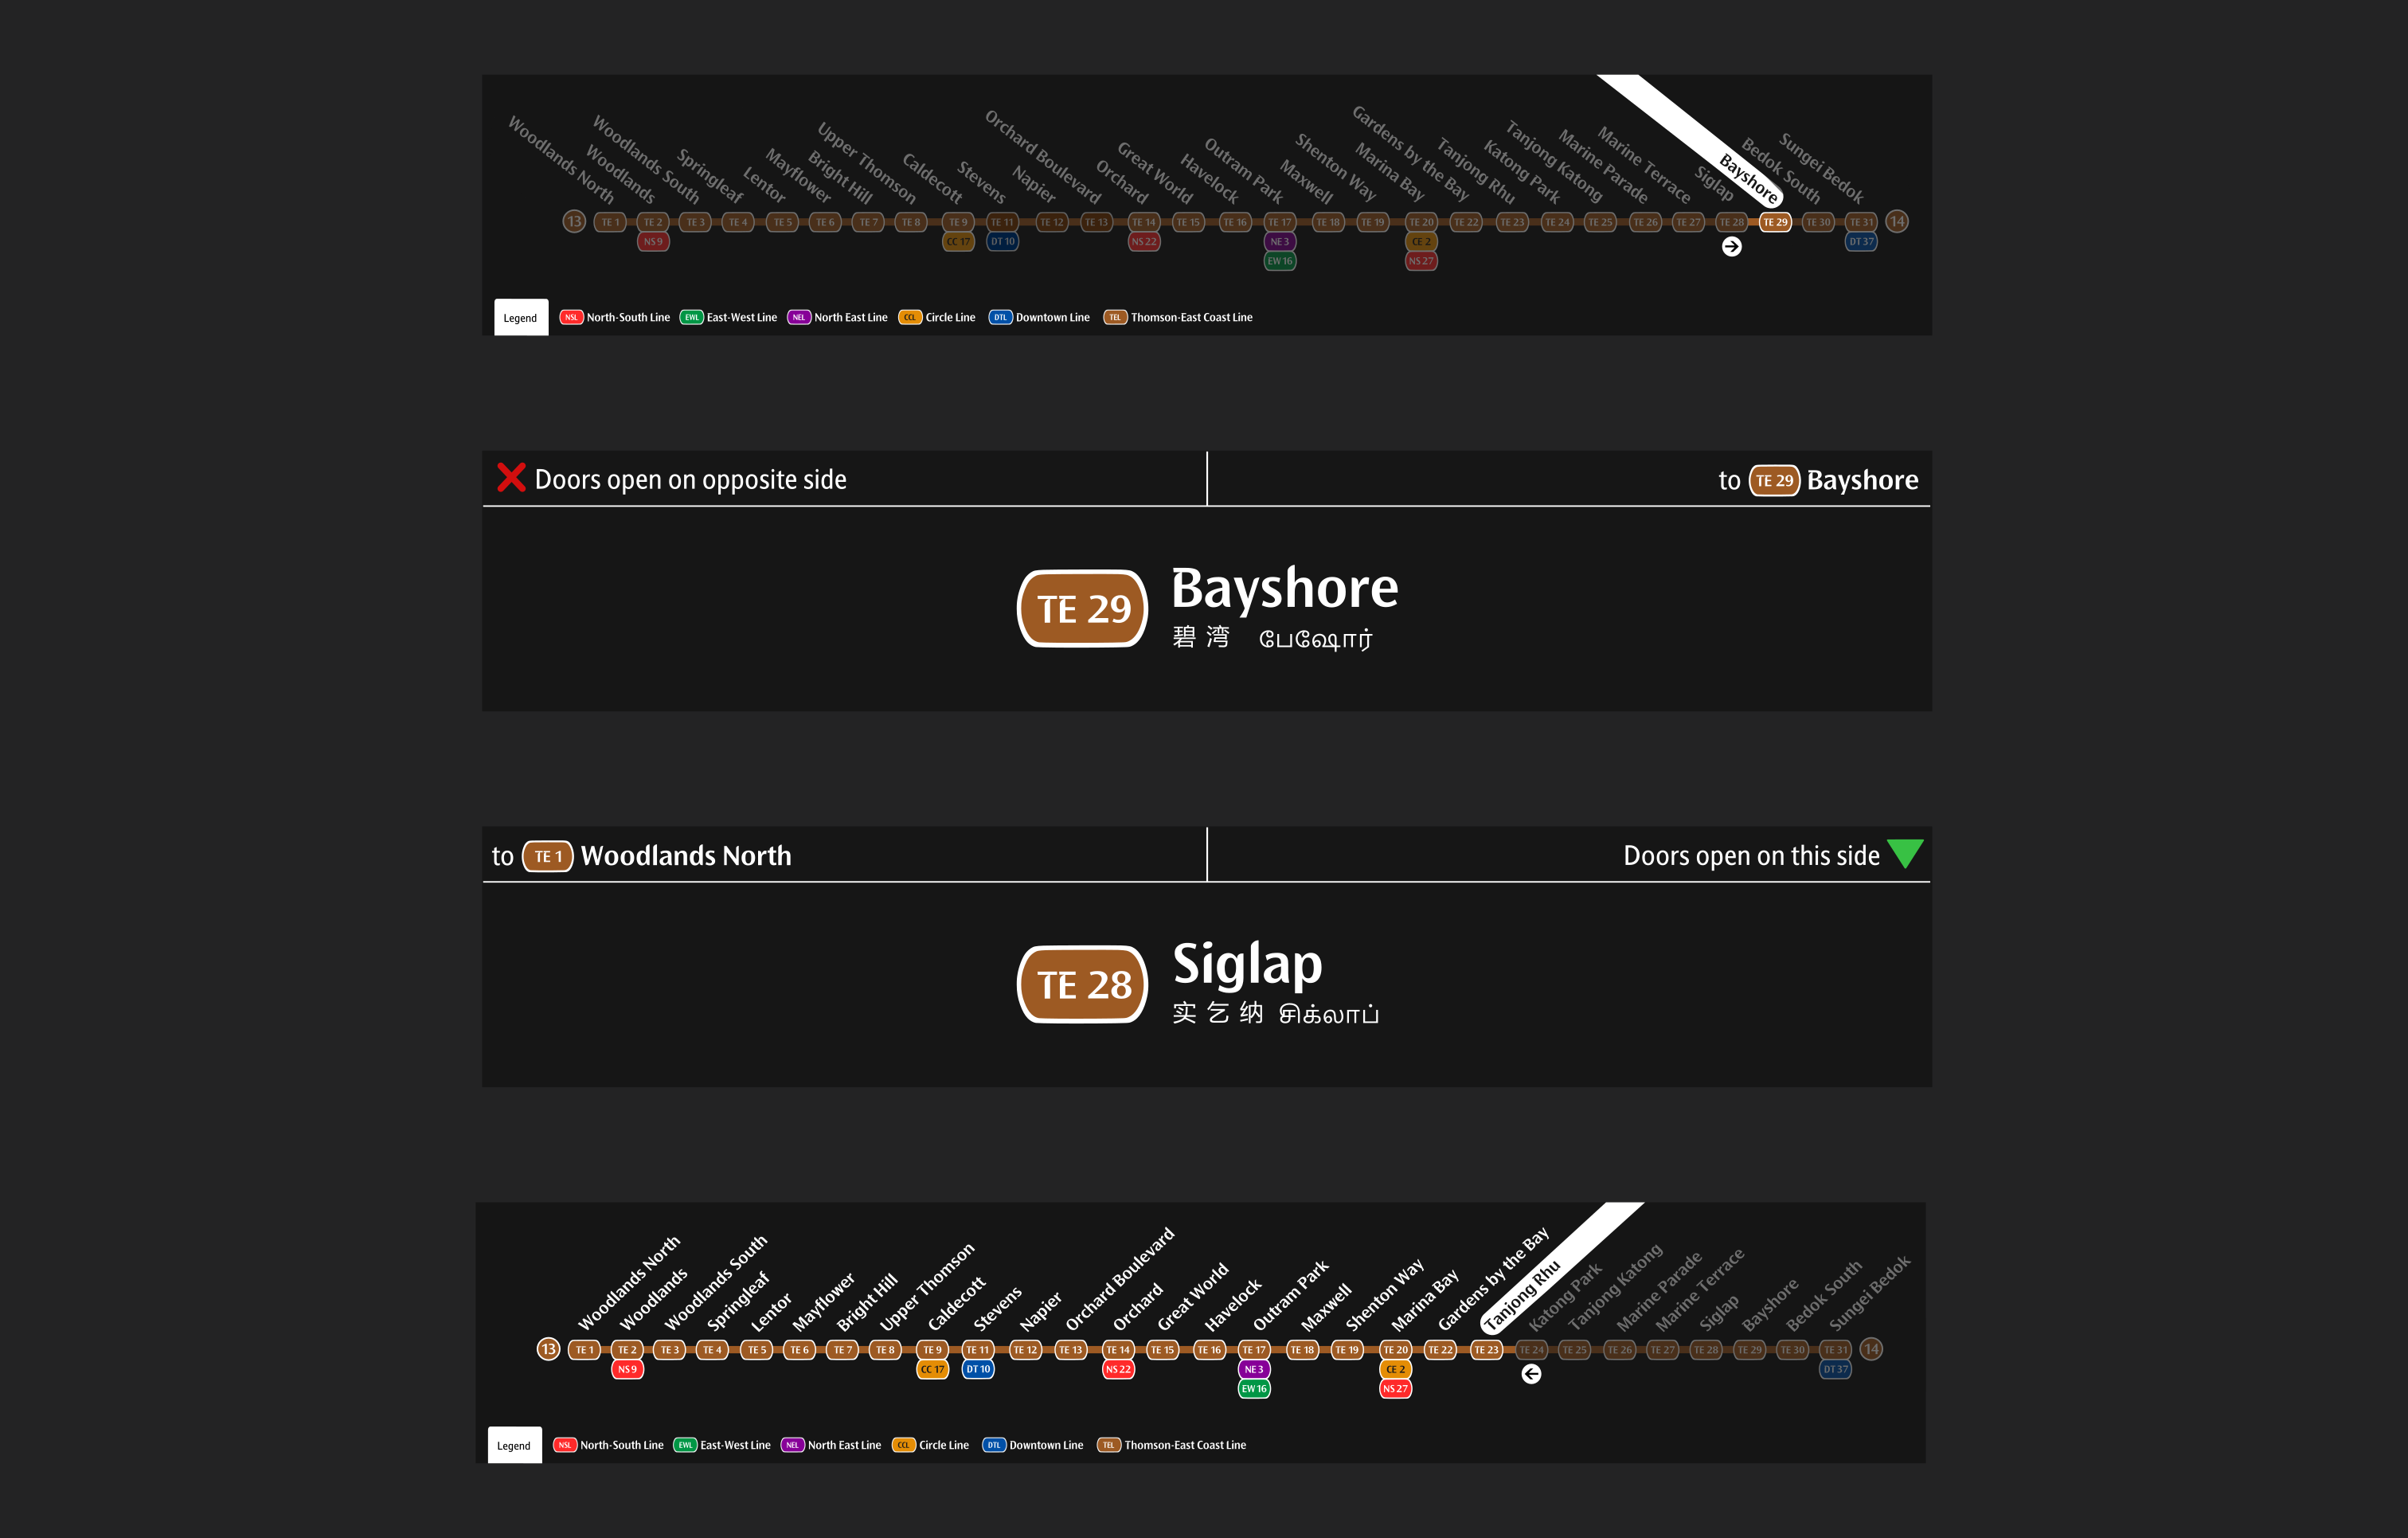 Woodlands North
Woodlands
Woodlands South
Springleaf
Lentor
Mayflower
Bright Hill
Upper Thomson
Caldecott
Stevens
Napier
Orchard Boulevard
Orchard
Great World
Havelock
Outram Park
Maxwell
Shenton Way
Marina Bay
Gardens by the Bay
Tanjong Rhu
Katong Park
Tanjong Katong
Marine Parade
Marine Terrace
Siglap
Bayshore
Bedok South
Sungei Bedok
13 TE 1 TE 2 TE 3 TE 4 TE 5 TE 6 TE 7 TE 8 TE 9 TE 11 TE 12 TE 13 TE 14 TE 15 TE 16 TE 17 TE 18 TE 19 TE 20 TE 22 TE 23 TE 24 TE 25 TE 26 TE 27 TE 28 TE 29 TE 30 TE 31 14
NS 9 CC 17 DT 10 NS 22 NE 3 CE 2 DT 37
EW 16 NS 27
Legend NSL North-South Line EWL East-West Line NEL North East Line CCL Circle Line DTL Downtown Line TEL Thomson-East Coast Line
Doors open on opposite side
to TE 29 Bayshore
TE 29 Bayshore
碧湾 பேஷோர்
to TE 1 Woodlands North
Doors open on this side
TE 28 Siglap
实乞纳 சிக்லாப்
Woodlands North
Woodlands
Woodlands South
Springleaf
Lentor
Mayflower
Bright Hill
Upper Thomson
Caldecott
Stevens
Napier
Orchard Boulevard
Orchard
Great World
Havelock
Outram Park
Maxwell
Shenton Way
Marina Bay
Gardens by the Bay
Tanjong Rhu
Katong Park
Tanjong Katong
Marine Parade
Marine Terrace
Siglap
Bayshore
Bedok South
Sungei Bedok
13 TE 1 TE 2 TE 3 TE 4 TE 5 TE 6 TE 7 TE 8 TE 9 TE 11 TE 12 TE 13 TE 14 TE 15 TE 16 TE 17 TE 18 TE 19 TE 20 TE 22 TE 23 TE 24 TE 25 TE 26 TE 27 TE 28 TE 29 TE 30 TE 31 14
NS 9 CC 17 DT 10 NS 22 NE 3 CE 2 DT 37
EW 16 NS 27
Legend NSL North-South Line EWL East-West Line NEL North East Line CCL Circle Line DTL Downtown Line TEL Thomson-East Coast Line